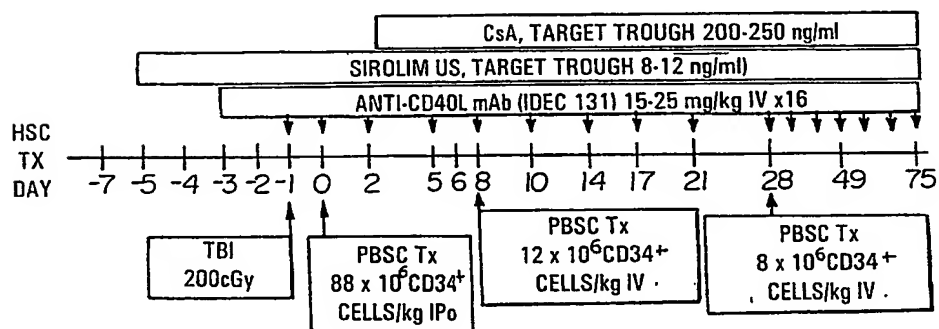 CsA, TARGET TROUGH 200-250 ng/ml
SIROLIM US, TARGET TROUGH 8-12 ng/ml)
ANTI-CD40L mAb (IDEC 131) 15-25 mg/kg IV x16
HSC
TX
DAY
-7 -5 -4 -3 -2 -1 0 2 5 6 8 10 14 17 21 28 49 75
TBI
200cGy
PBSC Tx
88 x 10⁶CD34⁺
CELLS/kg IPo
PBSC Tx
12 x 10⁶CD34+
CELLS/kg IV .
PBSC Tx
8 x 10⁶CD34+
CELLS/kg IV .